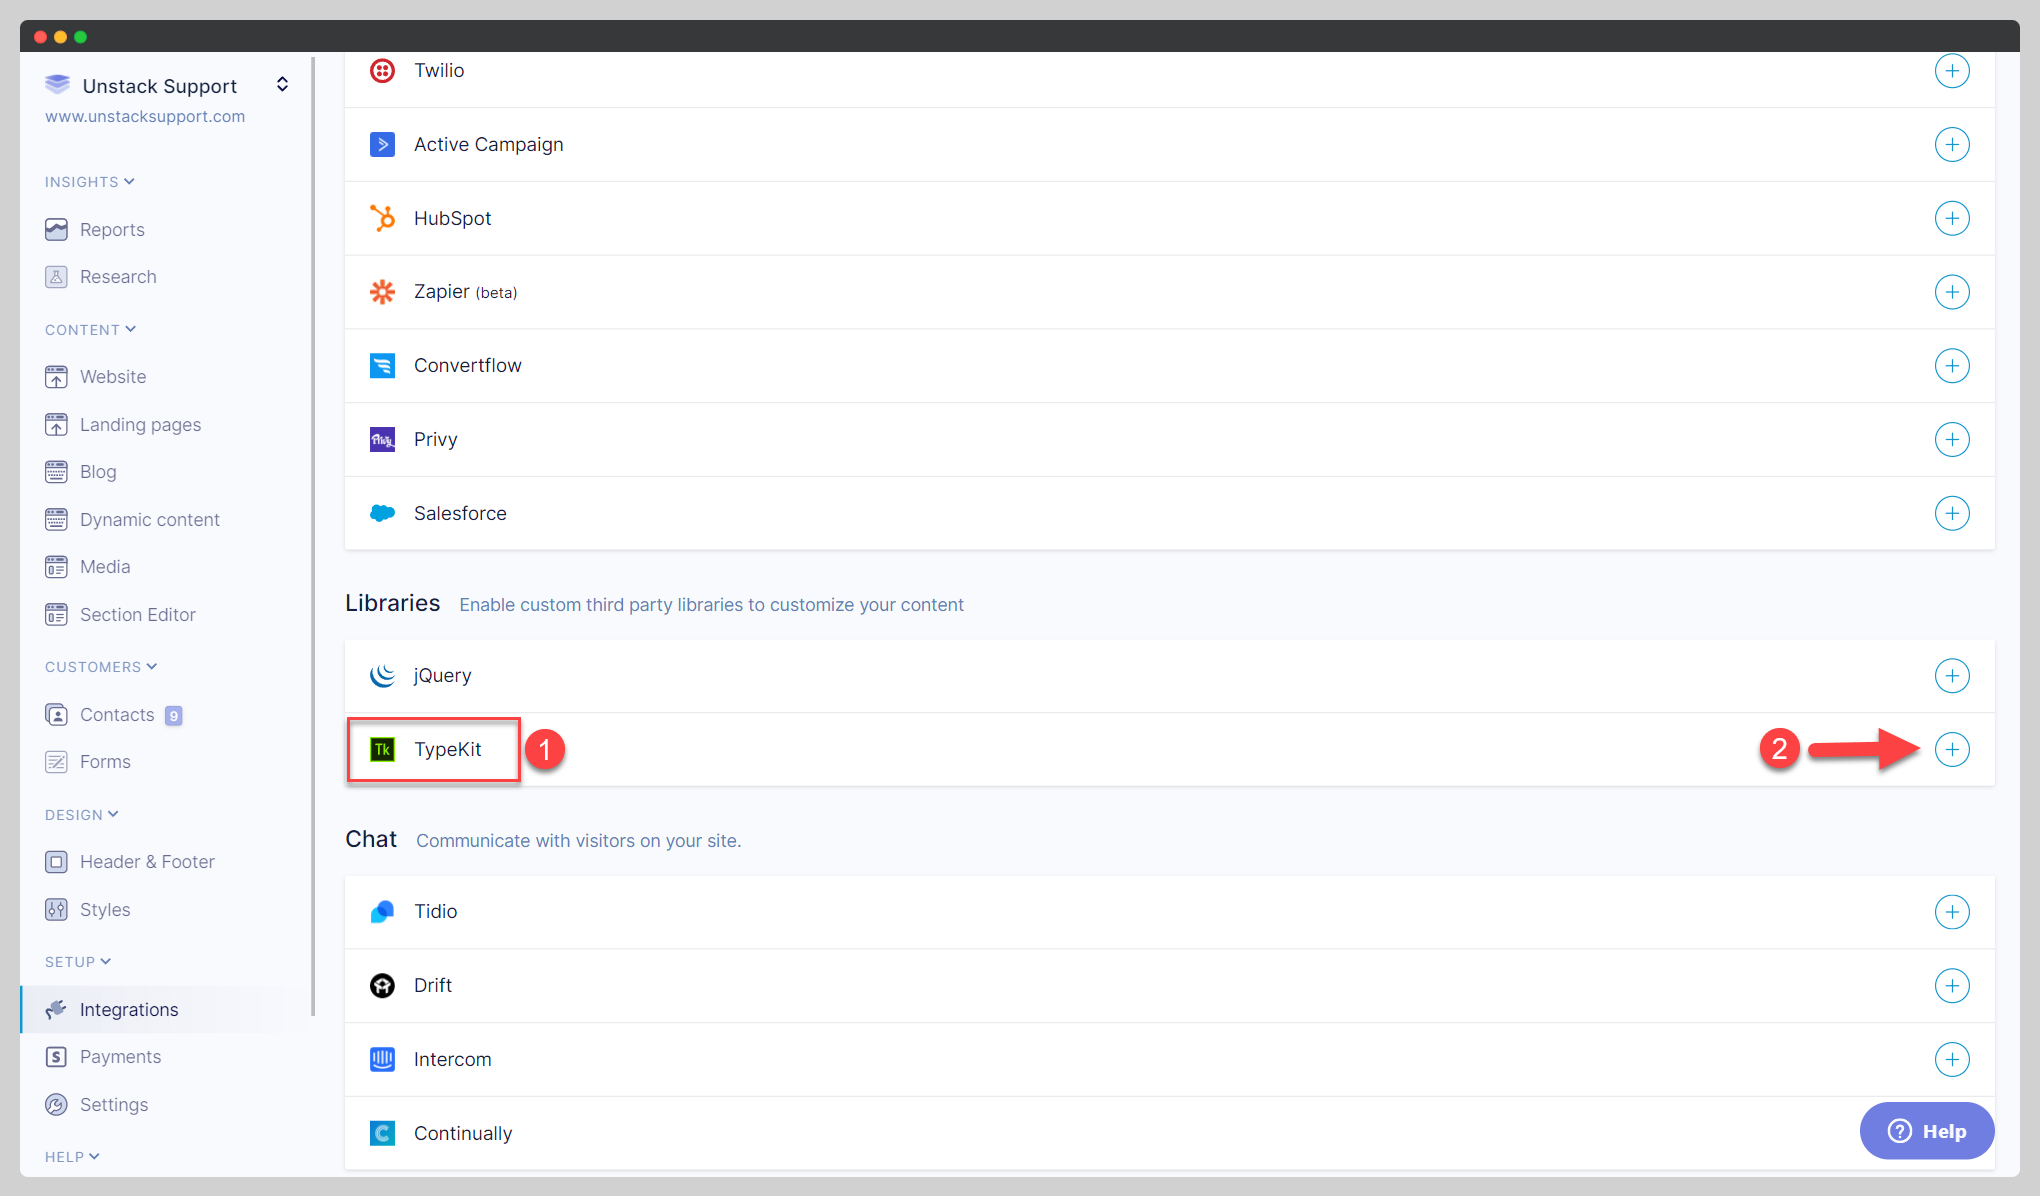 Unstack Support
www.unstacksupport.com
INSIGHTS
Reports
Research
CONTENT
Website
Landing pages
Blog
Dynamic content
Media
Section Editor
CUSTOMERS
Contacts 9
Forms
DESIGN
Header & Footer
Styles
SETUP
Integrations
Payments
Settings
HELP
Twilio
Active Campaign
HubSpot
Zapier (beta)
Convertflow
Privy Privy
Salesforce
Libraries Enable custom third party libraries to customize your content
jQuery
Tk TypeKit 1 2
Chat Communicate with visitors on your site.
Tidio
Drift
Intercom
C Continually
? Help